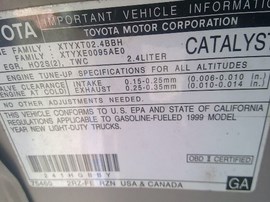 OTA IMPORTANT VEHICLE INFORMATION
TOYOTA MOTOR CORPORATION
FAMILY : XTYXT02.4BBH CATALYST
FAMILY : XTYXE0095AE0
EGR, HO2S(2), TWC 2.4LITER
ENGINE TUNE-UP SPECIFICATIONS FOR ALL ALTITUDES
VALVE CLEARANCE INTAKE 0.15-0.25mm (0.006-0.010 in.)
(ENGINE AT COLD) EXHAUST 0.25-0.35mm (0.010-0.014 in.)
NO OTHER ADJUSTMENTS NEEDED.
THIS VEHICLE CONFORMS TO U.S. EPA AND STATE OF CALIFORNIA
REGULATIONS APPLICABLE TO GASOLINE-FUELED 1999 MODEL
YEAR NEW LIGHT-DUTY TRUCKS.
OBD II CERTIFIED
75460 2RZ-FE RZN USA & CANADA GA